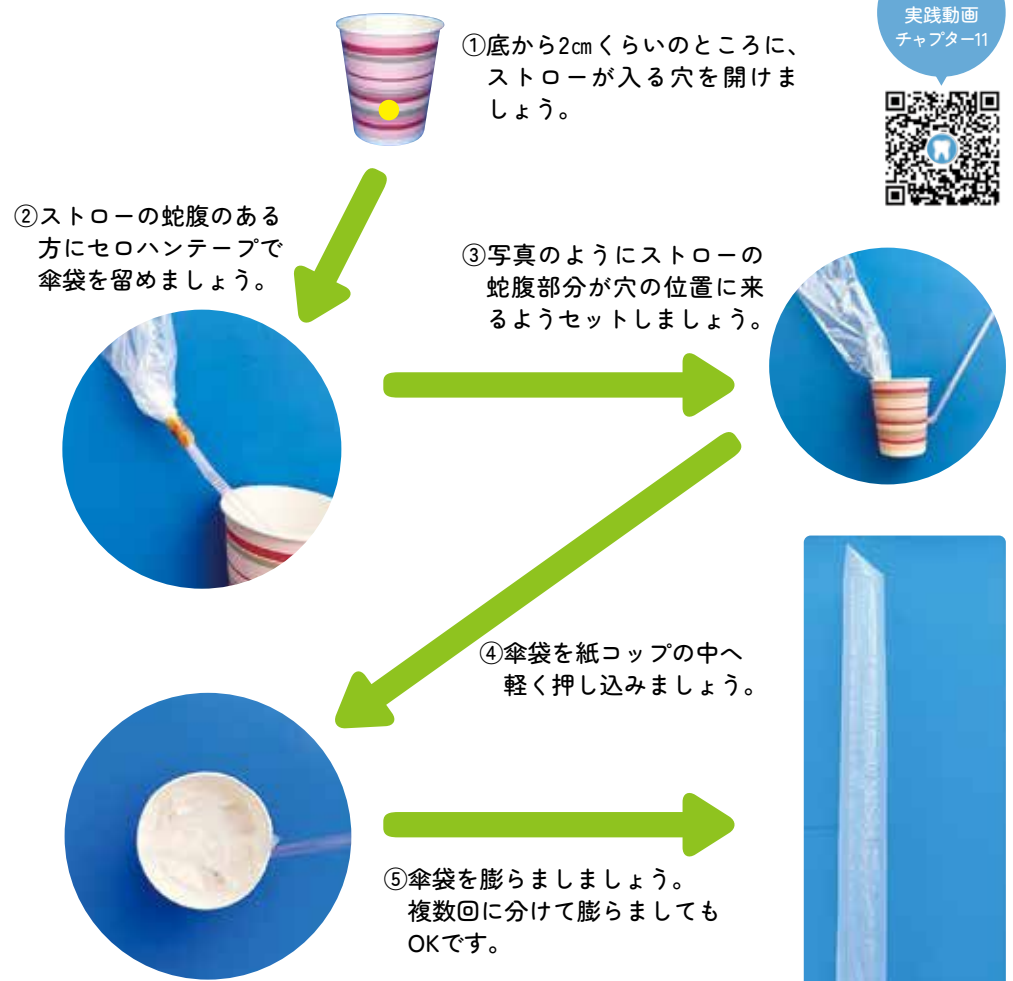 実践動画
チャプター11
①底から2㎝くらいのところに、
ストローが入る穴を開けま
しょう。
②ストローの蛇腹のある
方にセロハンテープで
傘袋を留めましょう。
③写真のようにストローの
蛇腹部分が穴の位置に来
るようセットしましょう。
④傘袋を紙コップの中へ
軽く押し込みましょう。
⑤傘袋を膨らましましょう。
複数回に分けて膨らましても
OKです。